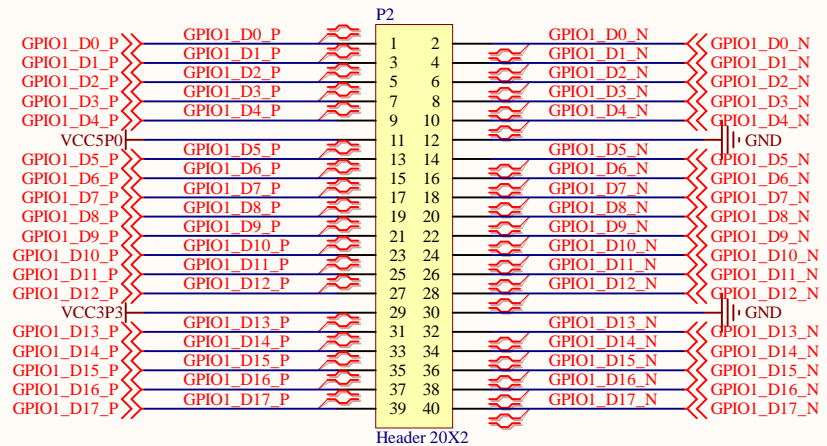 P2
GPIO1_D0_P GPIO1_D0_P 1 2 GPIO1_D0_N GPIO1_D0_N
GPIO1_D1_P GPIO1_D1_P 3 4 GPIO1_D1_N GPIO1_D1_N
GPIO1_D2_P GPIO1_D2_P 5 6 GPIO1_D2_N GPIO1_D2_N
GPIO1_D3_P GPIO1_D3_P 7 8 GPIO1_D3_N GPIO1_D3_N
GPIO1_D4_P GPIO1_D4_P 9 10 GPIO1_D4_N GPIO1_D4_N
VCC5P0 11 12 GND
GPIO1_D5_P GPIO1_D5_P 13 14 GPIO1_D5_N GPIO1_D5_N
GPIO1_D6_P GPIO1_D6_P 15 16 GPIO1_D6_N GPIO1_D6_N
GPIO1_D7_P GPIO1_D7_P 17 18 GPIO1_D7_N GPIO1_D7_N
GPIO1_D8_P GPIO1_D8_P 19 20 GPIO1_D8_N GPIO1_D8_N
GPIO1_D9_P GPIO1_D9_P 21 22 GPIO1_D9_N GPIO1_D9_N
GPIO1_D10_P GPIO1_D10_P 23 24 GPIO1_D10_N GPIO1_D10_N
GPIO1_D11_P GPIO1_D11_P 25 26 GPIO1_D11_N GPIO1_D11_N
GPIO1_D12_P GPIO1_D12_P 27 28 GPIO1_D12_N GPIO1_D12_N
VCC3P3 29 30 GND
GPIO1_D13_P GPIO1_D13_P 31 32 GPIO1_D13_N GPIO1_D13_N
GPIO1_D14_P GPIO1_D14_P 33 34 GPIO1_D14_N GPIO1_D14_N
GPIO1_D15_P GPIO1_D15_P 35 36 GPIO1_D15_N GPIO1_D15_N
GPIO1_D16_P GPIO1_D16_P 37 38 GPIO1_D16_N GPIO1_D16_N
GPIO1_D17_P GPIO1_D17_P 39 40 GPIO1_D17_N GPIO1_D17_N
Header 20X2